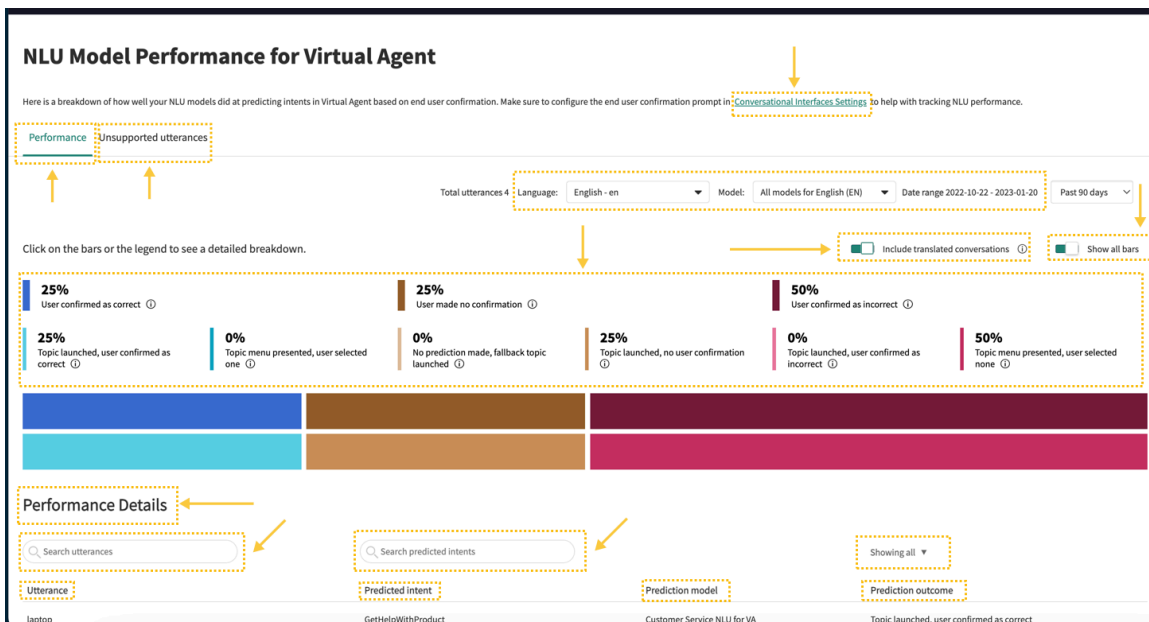 NLU Model Performance for Virtual Agent
Here is a breakdown of how well your NLU models did at predicting intents in Virtual Agent based on end user confirmation. Make sure to configure the end user confirmation prompt in Conversational Interfaces Settings to help with tracking NLU performance.
Performance Unsupported utterances
Total utterances 4 Language: English - en Model: All models for English (EN) Date range 2022-10-22 - 2023-01-20 Past 90 days
Click on the bars or the legend to see a detailed breakdown. Include translated conversations Show all bars
25% 25% 50%
User confirmed as correct User made no confirmation User confirmed as incorrect
25% 0% 0% 25% 0% 50%
Topic launched, user confirmed as Topic menu presented, user selected No prediction made, fallback topic Topic launched, no user confirmation Topic launched, user confirmed as Topic menu presented, user selected
correct one launched incorrect none
Performance Details
Search utterances Search predicted intents Showing all
Utterance Predicted intent Prediction model Prediction outcome
laptop GetHelpWithProduct Customer Service NLU for VA Topic launched, user confirmed as correct